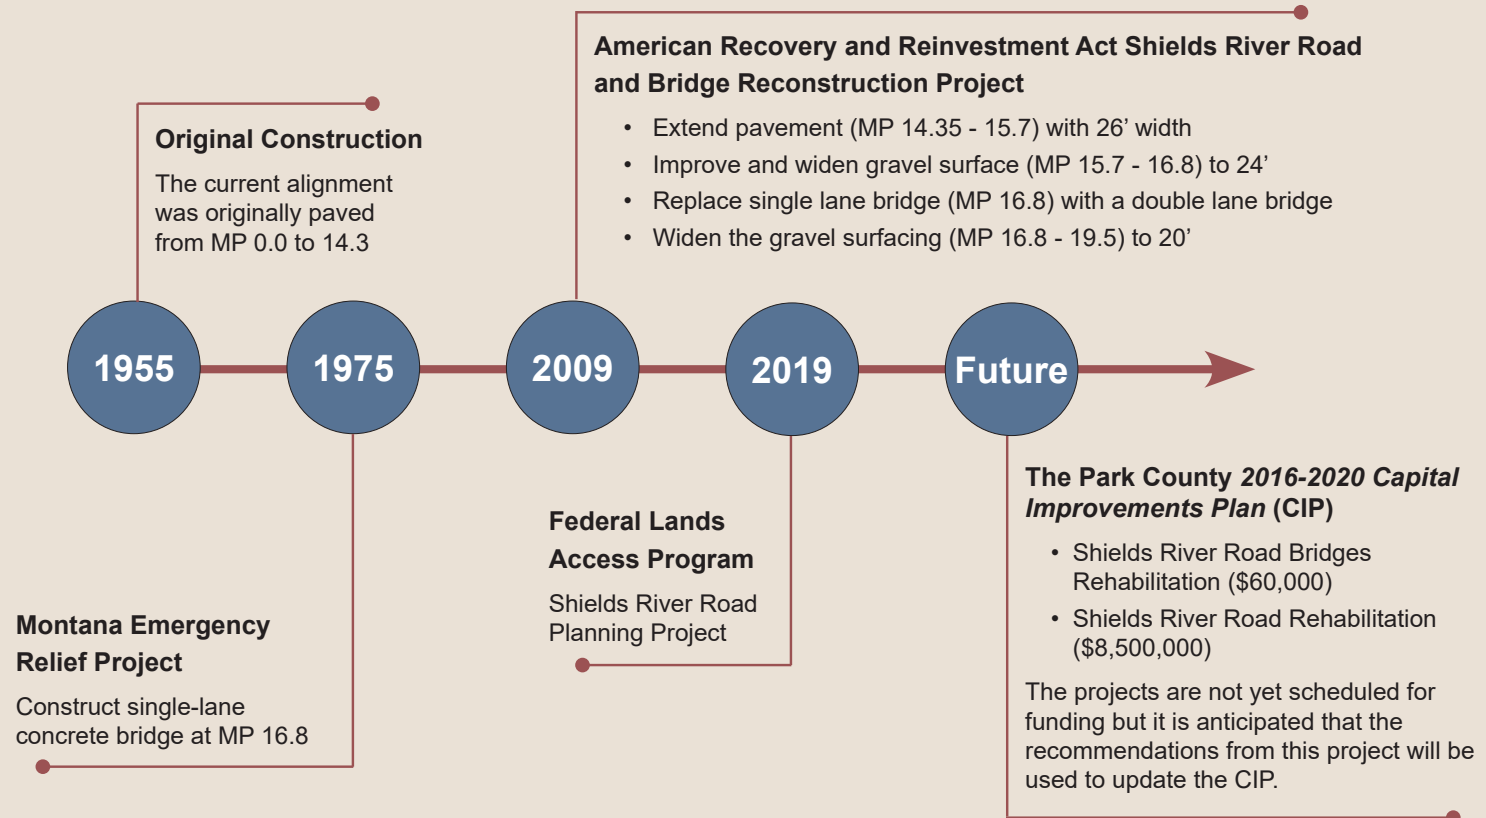 American Recovery and Reinvestment Act Shields River Road
and Bridge Reconstruction Project
• Extend pavement (MP 14.35 - 15.7) with 26’ width
• Improve and widen gravel surface (MP 15.7 - 16.8) to 24’
• Replace single lane bridge (MP 16.8) with a double lane bridge
• Widen the gravel surfacing (MP 16.8 - 19.5) to 20’
Original Construction
The current alignment
was originally paved
from MP 0.0 to 14.3
1955
1975
2009
2019
Future
Montana Emergency
Relief Project
Construct single-lane
concrete bridge at MP 16.8
Federal Lands
Access Program
Shields River Road
Planning Project
The Park County 2016-2020 Capital
Improvements Plan (CIP)
• Shields River Road Bridges
Rehabilitation ($60,000)
• Shields River Road Rehabilitation
($8,500,000)
The projects are not yet scheduled for
funding but it is anticipated that the
recommendations from this project will be
used to update the CIP.